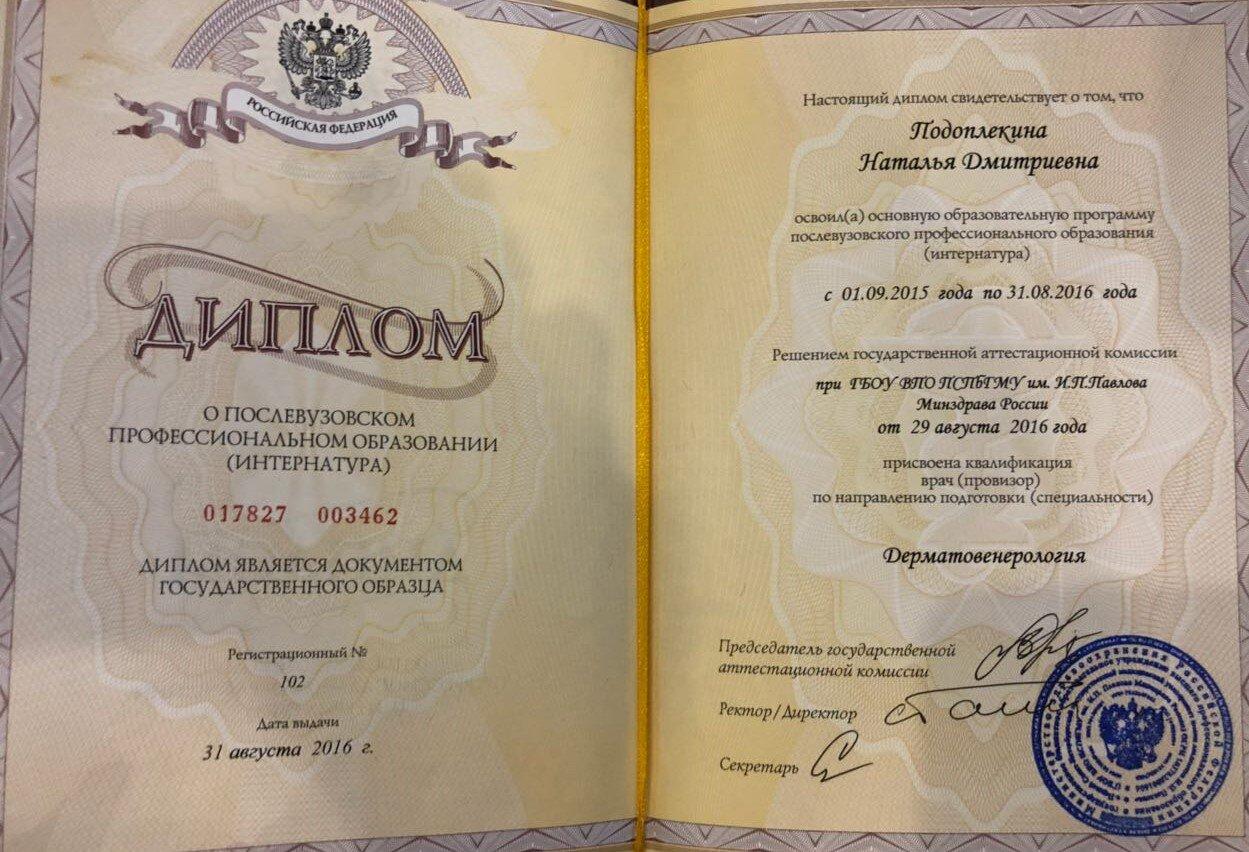 РОССИЙСКАЯ ФЕДЕРАЦИЯ
ДИПЛОМ
О ПОСЛЕВУЗОВСКОМ
ПРОФЕССИОНАЛЬНОМ ОБРАЗОВАНИИ
(ИНТЕРНАТУРА)
017827 003462
ДИПЛОМ ЯВЛЯЕТСЯ ДОКУМЕНТОМ
ГОСУДАРСТВЕННОГО ОБРАЗЦА
Регистрационный №
102
Дата выдачи
31 августа 2016 г.
Настоящий диплом свидетельствует о том, что
Подоплекина
Наталья Дмитриевна
освоил(а) основную образовательную программу
послевузовского профессионального образования
(интернатура)
с 01.09.2015 года по 31.08.2016 года
Решением государственной аттестационной комиссии
при ГБОУ ВПО ПСПбГМУ им. И.П.Павлова
Минздрава России
от 29 августа 2016 года
присвоена квалификация
врач (провизор)
по направлению подготовки (специальности)
Дерматовенерология
Председатель государственной
аттестационной комиссии
Ректор/Директор
Секретарь
Министерство здравоохранения Российской Федерации